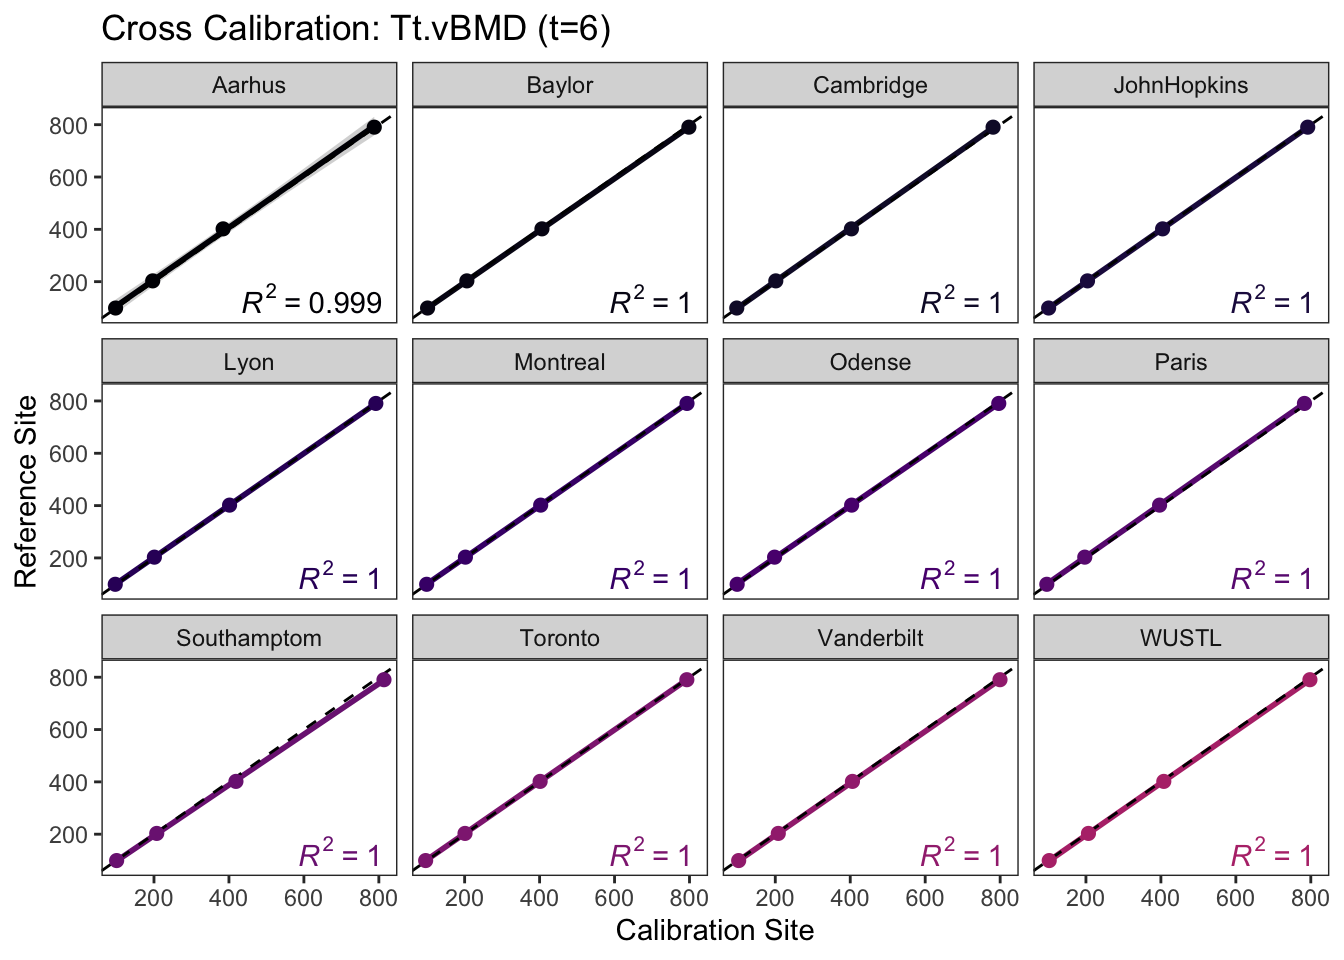 Cross Calibration: Tt.vBMD (t=6)
Aarhus Baylor Cambridge JohnHopkins
800
600
400
200
R² = 0.999 R² = 1 R² = 1 R² = 1
Lyon Montreal Odense Paris
800
600
400
200
R² = 1 R² = 1 R² = 1 R² = 1
Reference Site
Southamptom Toronto Vanderbilt WUSTL
800
600
400
200
R² = 1 R² = 1 R² = 1 R² = 1
200 400 600 800 200 400 600 800 200 400 600 800 200 400 600 800
Calibration Site